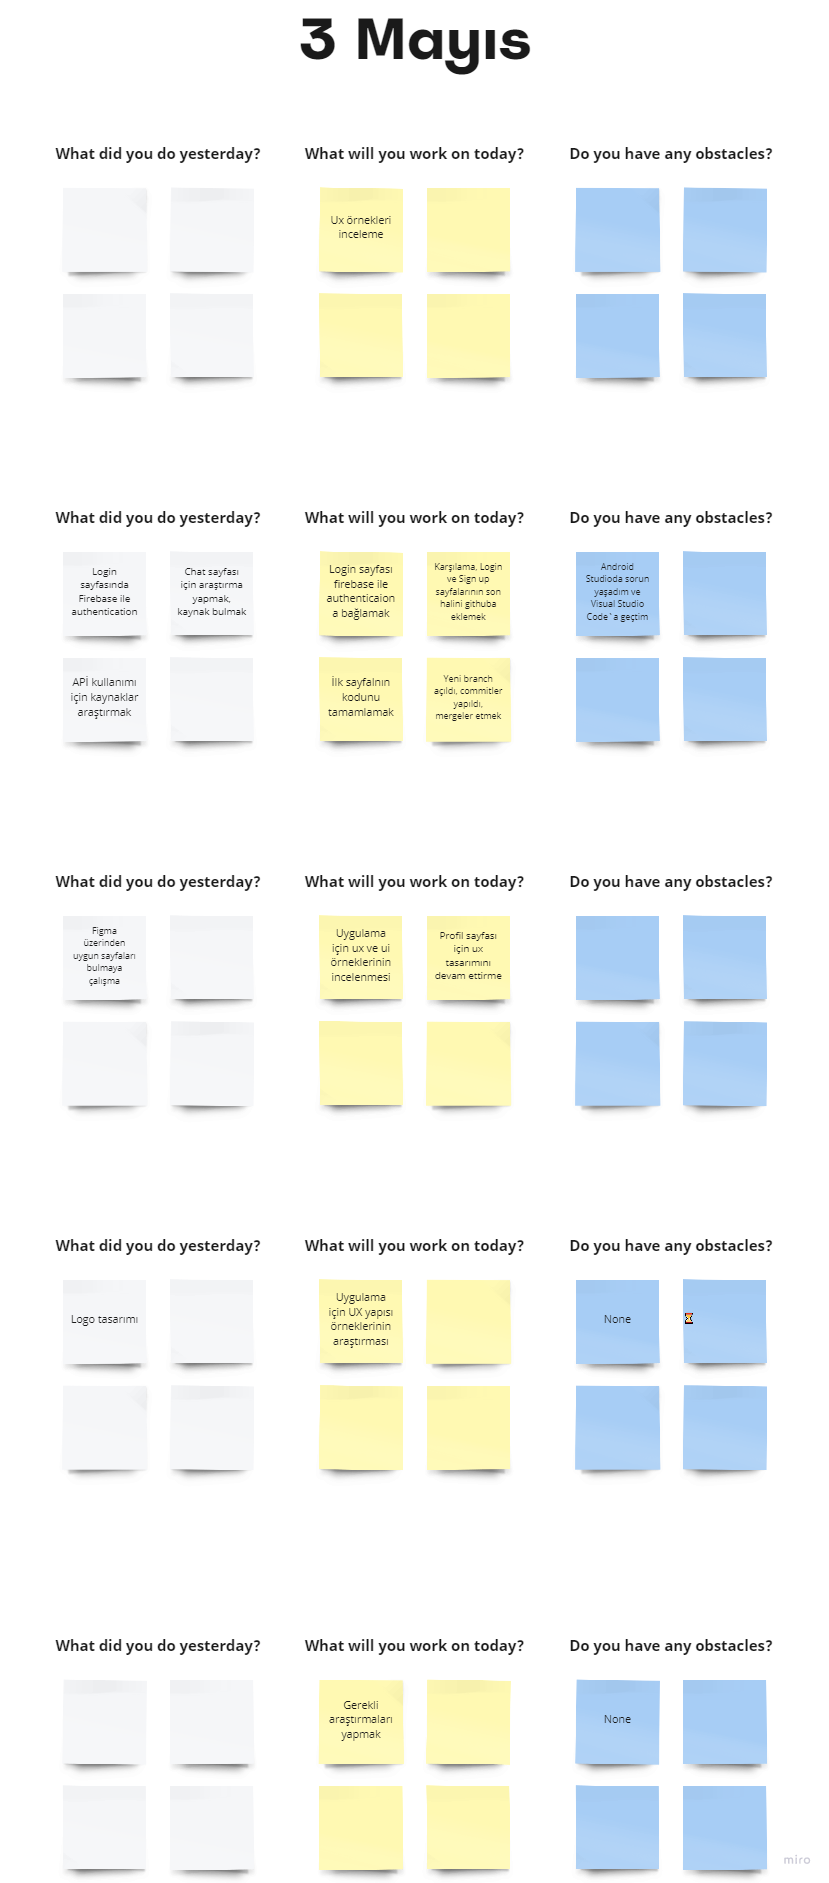 3 Mayıs
What did you do yesterday?
What will you work on today?
Do you have any obstacles?
Ux örnekleri
inceleme
What did you do yesterday?
What will you work on today?
Do you have any obstacles?
Login
sayfasında
Firebase ile
authentication
Chat sayfası
için araştırma
yapmak,
kaynak bulmak
Login sayfası
firebase ile
authenticaion
a bağlamak
Karşılama, Login
ve Sign up
sayfalarının son
halini githuba
eklemek
Android
Studioda sorun
yaşadım ve
Visual Studio
Code`a geçtim
APİ kullanımı
için kaynaklar
araştırmak
İlk sayfalnın
kodunu
tamamlamak
Yeni branch
açıldı, commitler
yapıldı,
mergeler etmek
What did you do yesterday?
What will you work on today?
Do you have any obstacles?
Figma
üzerinden
uygun sayfaları
bulmaya
çalışma
Uygulama
için ux ve ui
örneklerinin
incelenmesi
Profil sayfası
için ux
tasarımını
devam ettirme
What did you do yesterday?
What will you work on today?
Do you have any obstacles?
Logo tasarımı
Uygulama
için UX yapısı
örneklerinin
araştırması
None
What did you do yesterday?
What will you work on today?
Do you have any obstacles?
Gerekli
araştırmaları
yapmak
None
miro